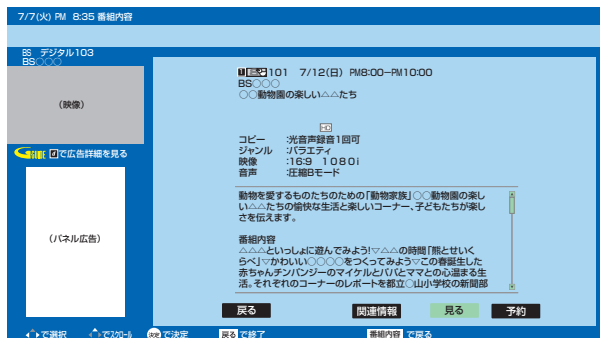 7/7(火) PM 8:35 番組内容
BS デジタル103
BS○○○
(映像)
GUIDE dで広告詳細を見る
(パネル広告)
101 7/12(日) PM8:00-PM10:00
BS○○○
○○動物園の楽しい△△たち
HD
コピー :光音声録音1回可
ジャンル :バラエティ
映像 :16:9 1080i
音声 :圧縮Bモード
動物を愛するものたちのための「動物家族」○○動物園の楽し
い△△たちの愉快な生活と楽しいコーナー、子どもたちが楽し
さを伝えます。
番組内容
△△△といっしょに遊んでみよう!▽△△の時間「熊とせいく
らべ」▽かわいい○○○○をつくってみよう▽この春誕生した
赤ちゃんチンパンジーのマイケルとパパとママとの心温まる生
活。それぞれのコーナーのレポートを都立○山小学校の新聞部
戻る 関連情報 見る 予約
で選択 でスクロール 決定で決定 戻るで終了 番組内容で戻る